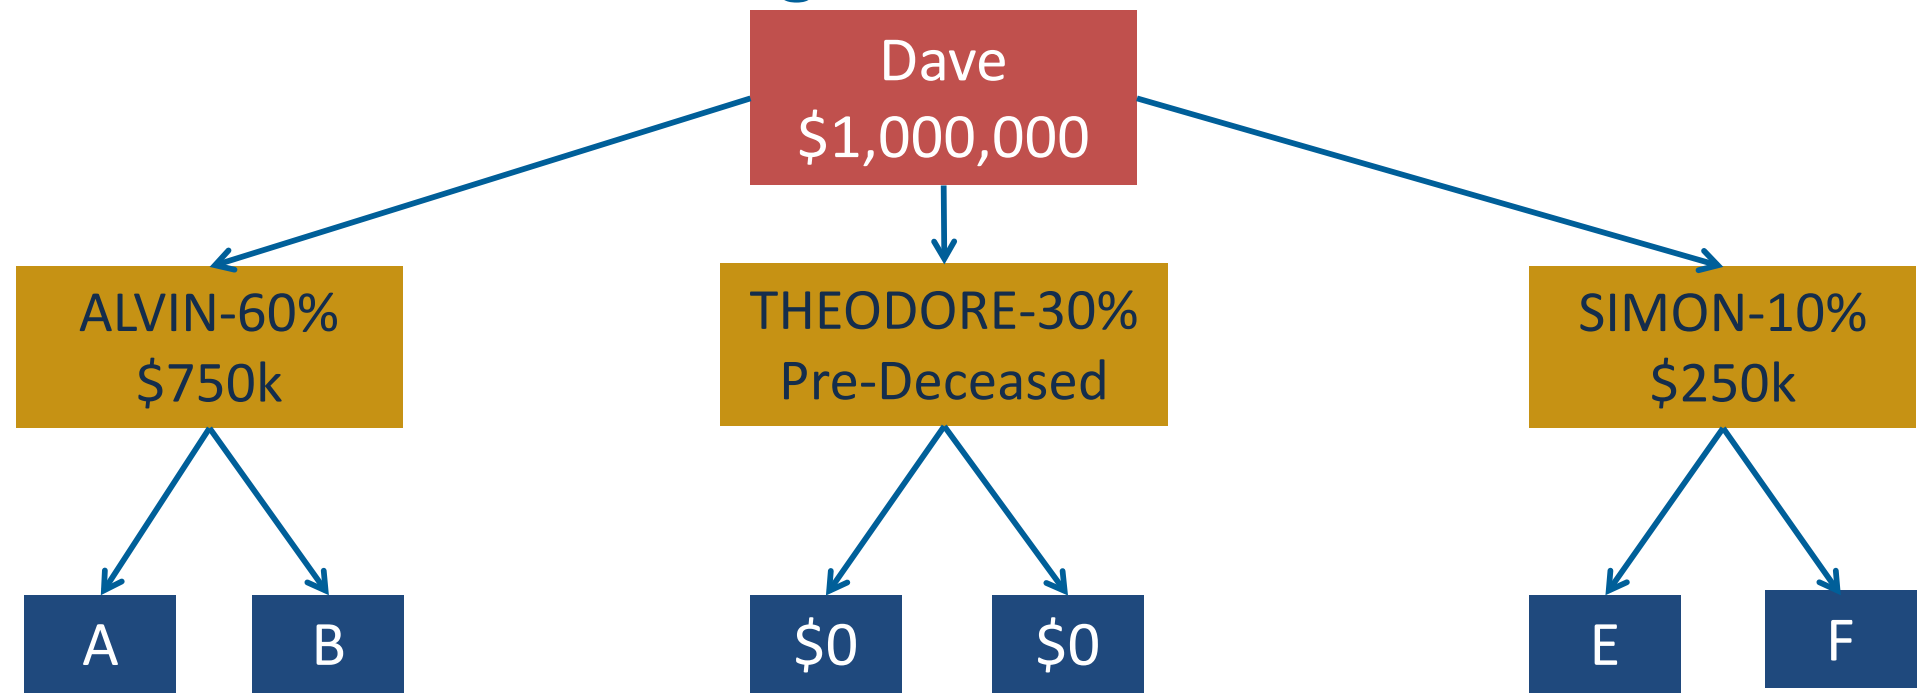 Dave
$1,000,000
ALVIN-60%
$750k
THEODORE-30%
Pre-Deceased
SIMON-10%
$250k
A
B
$0
$0
E
F